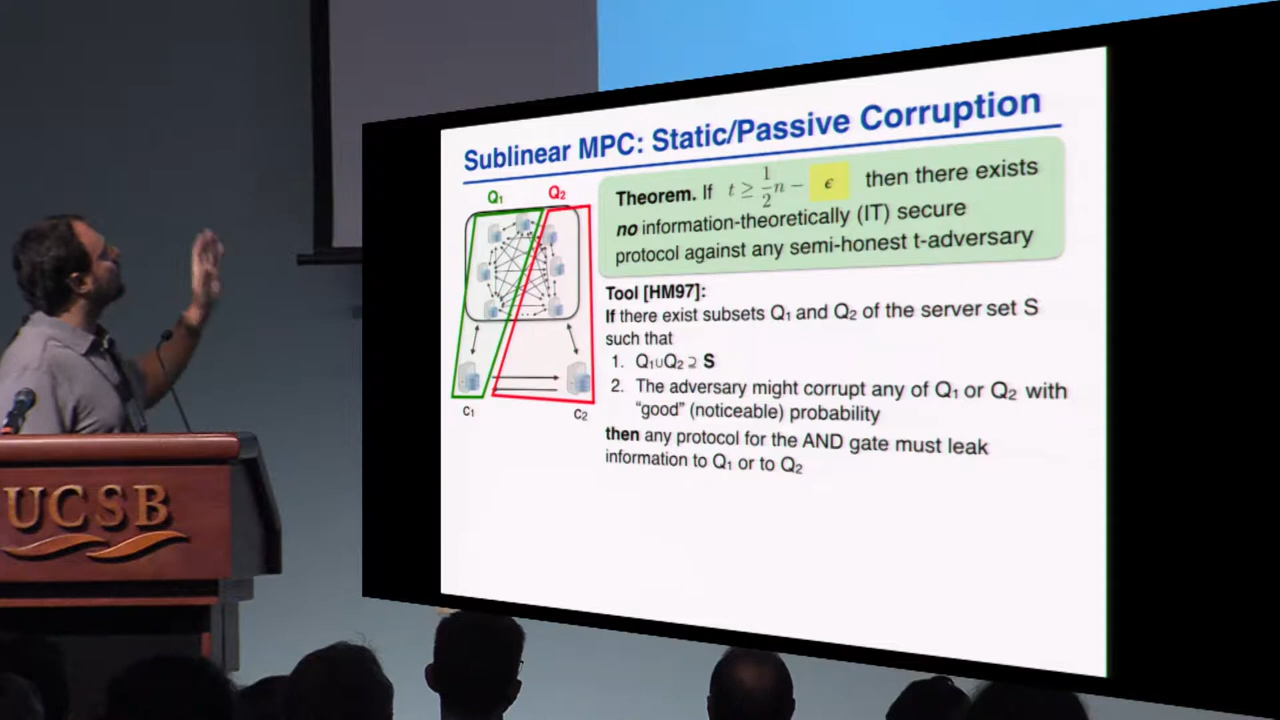 Sublinear MPC: Static/Passive Corruption
Q₁ Q₂
Theorem. If t ≥ 1/2 n − ϵ then there exists
no information-theoretically (IT) secure
protocol against any semi-honest t-adversary
Tool [HM97]:
If there exist subsets Q₁ and Q₂ of the server set S
such that
1. Q₁∪Q₂ ⊇ S
2. The adversary might corrupt any of Q₁ or Q₂ with
"good" (noticeable) probability
then any protocol for the AND gate must leak
information to Q₁ or to Q₂
C₁
C₂
UCSB